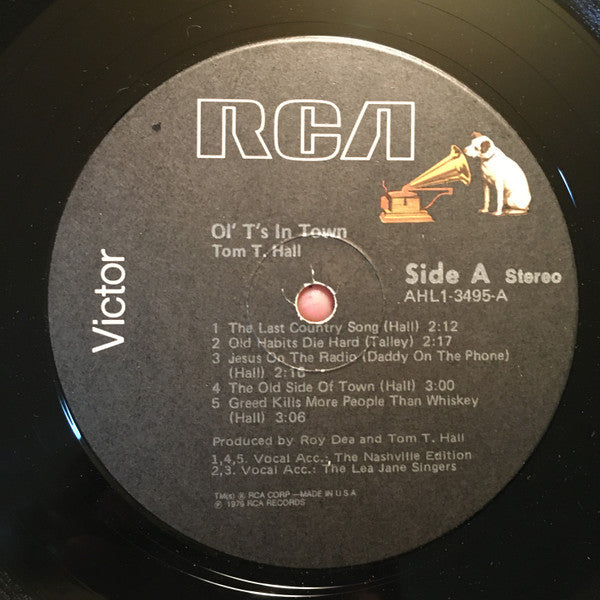 RCA
Victor
Ol' T's In Town
Tom T. Hall
Side A Stereo
AHL1-3495-A
1 The Last Country Song (Hall) 2:12
2 Old Habits Die Hard (Talley) 2:17
3 Jesus On The Radio (Daddy On The Phone)
(Hall) 2:18
4 The Old Side Of Town (Hall) 3:00
5 Greed Kills More People Than Whiskey
(Hall) 3:06
Produced by Roy Dea and Tom T. Hall
1,4,5. Vocal Acc.: The Nashville Edition
2,3. Vocal Acc.: The Lea Jane Singers
TM(s) ® RCA CORP.—MADE IN U.S.A
℗ 1979 RCA RECORDS